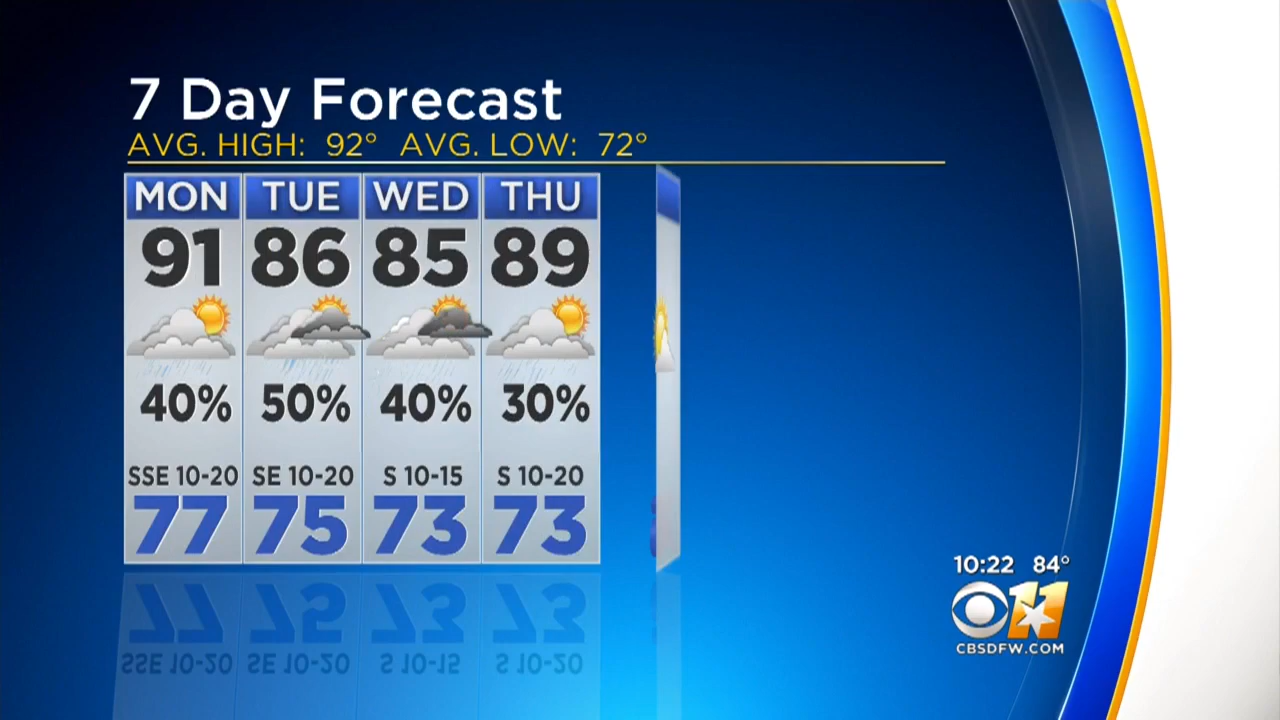 7 Day Forecast
AVG. HIGH: 92° AVG. LOW: 72°
MON TUE WED THU
91 86 85 89
40% 50% 40% 30%
SSE 10-20 SE 10-20 S 10-15 S 10-20
77 75 73 73
10:22 84°
11
CBSDFW.COM